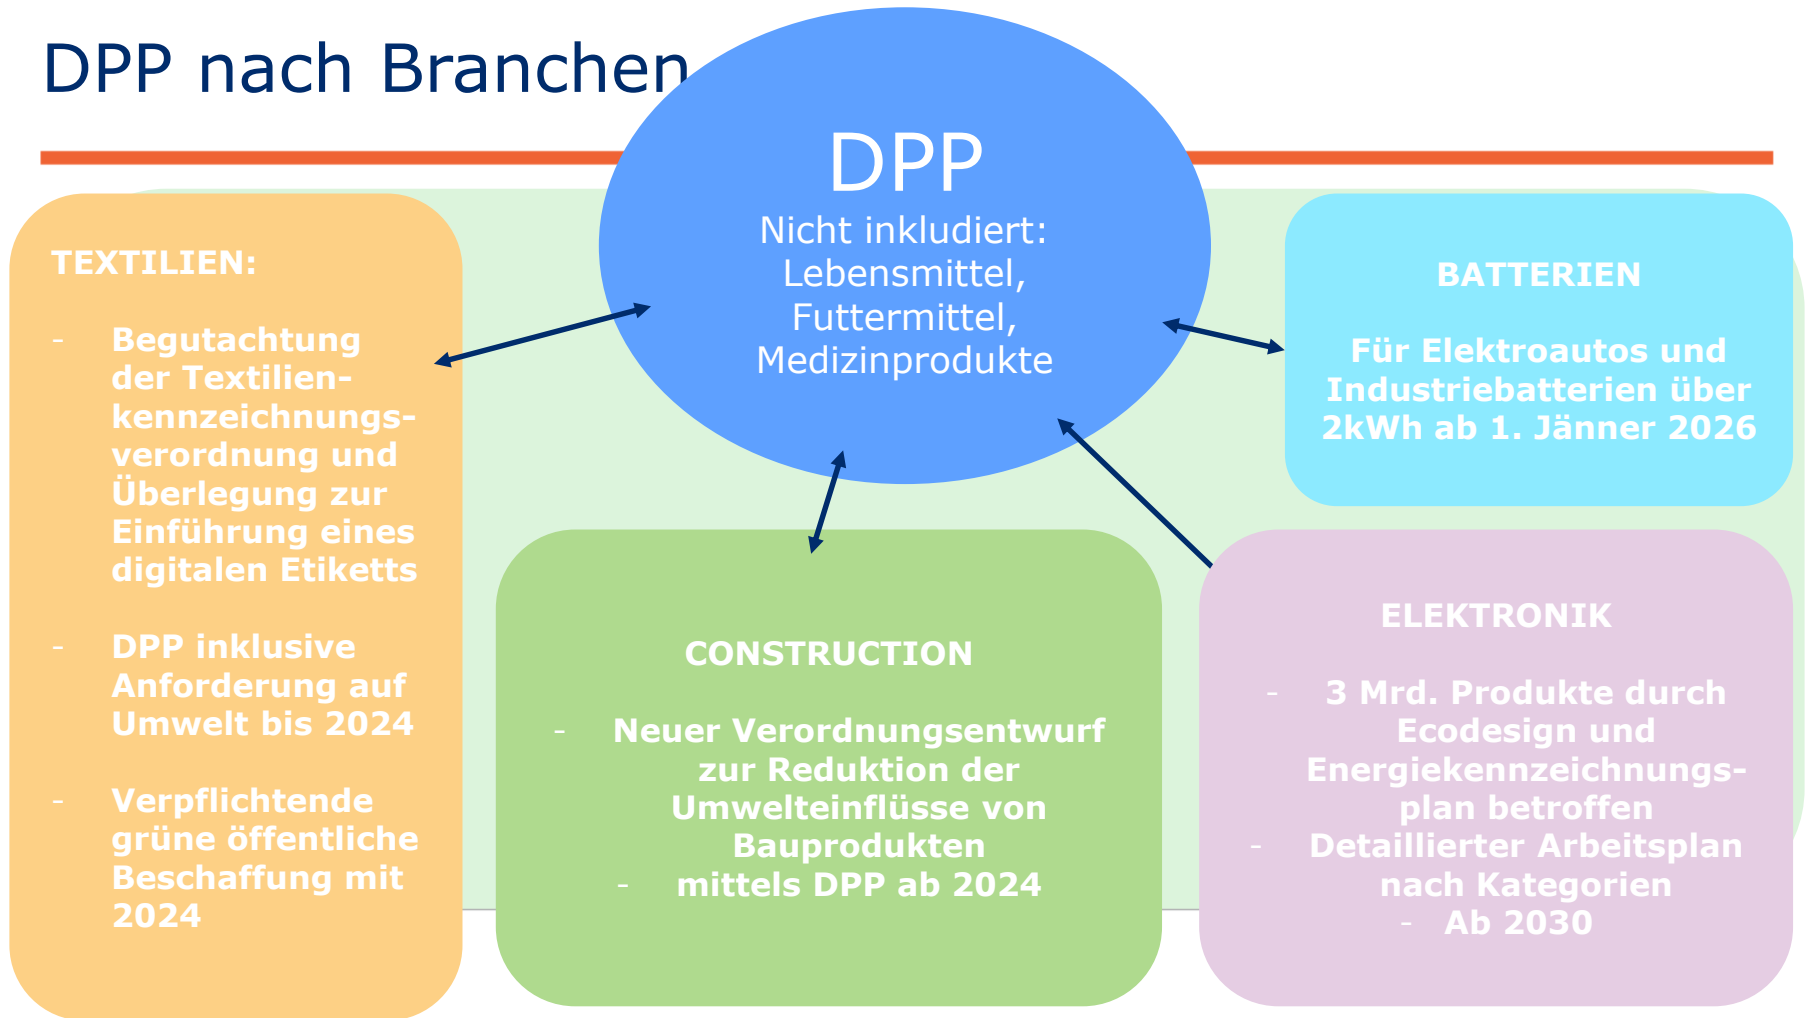 DPP nach Branchen
DPP
Nicht inkludiert:
Lebensmittel,
Futtermittel,
Medizinprodukte
TEXTILIEN:
- Begutachtung
der Textilien-
kennzeichnungs-
verordnung und
Überlegung zur
Einführung eines
digitalen Etiketts
- DPP inklusive
Anforderung auf
Umwelt bis 2024
- Verpflichtende
grüne öffentliche
Beschaffung mit
2024
BATTERIEN
Für Elektroautos und
Industriebatterien über
2kWh ab 1. Jänner 2026
CONSTRUCTION
- Neuer Verordnungsentwurf
zur Reduktion der
Umwelteinflüsse von
Bauprodukten
- mittels DPP ab 2024
ELEKTRONIK
- 3 Mrd. Produkte durch
Ecodesign und
Energiekennzeichnungs-
plan betroffen
- Detaillierter Arbeitsplan
nach Kategorien
- Ab 2030